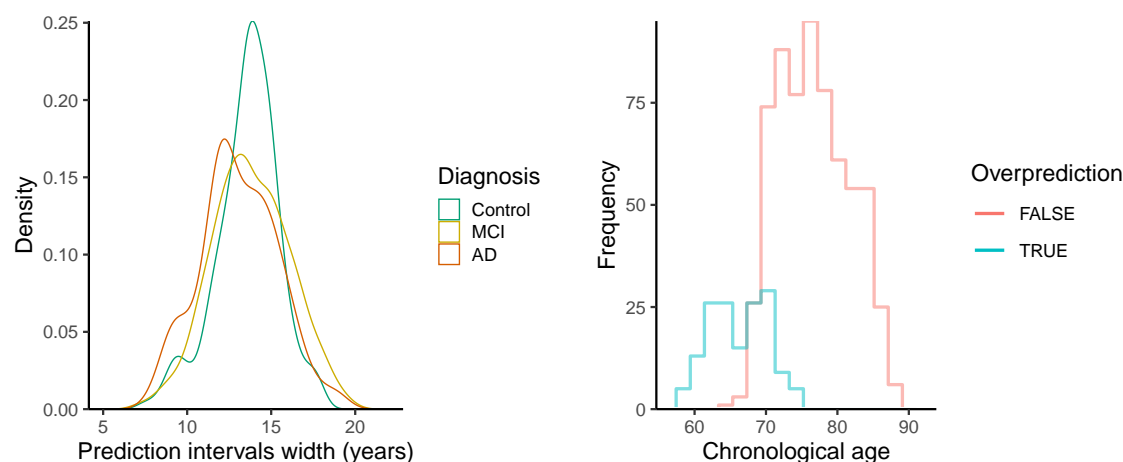 0.25
0.20
0.15
0.10
0.05
0.00
Density
5 10 15 20
Prediction intervals width (years)
Diagnosis
Control
MCI
AD
75
50
25
0
Frequency
60 70 80 90
Chronological age
Overprediction
FALSE
TRUE